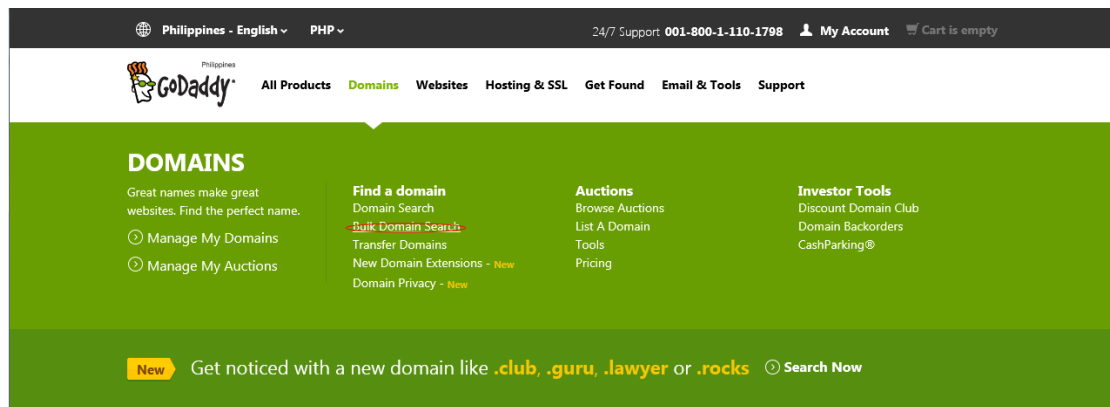 Philippines - English PHP 24/7 Support 001-800-1-110-1798 My Account Cart is empty
Philippines
GoDaddy All Products Domains Websites Hosting & SSL Get Found Email & Tools Support
DOMAINS
Great names make great
websites. Find the perfect name.
Manage My Domains
Manage My Auctions
Find a domain
Domain Search
Bulk Domain Search
Transfer Domains
New Domain Extensions - New
Domain Privacy - New
Auctions
Browse Auctions
List A Domain
Tools
Pricing
Investor Tools
Discount Domain Club
Domain Backorders
CashParking®
New Get noticed with a new domain like .club, .guru, .lawyer or .rocks Search Now